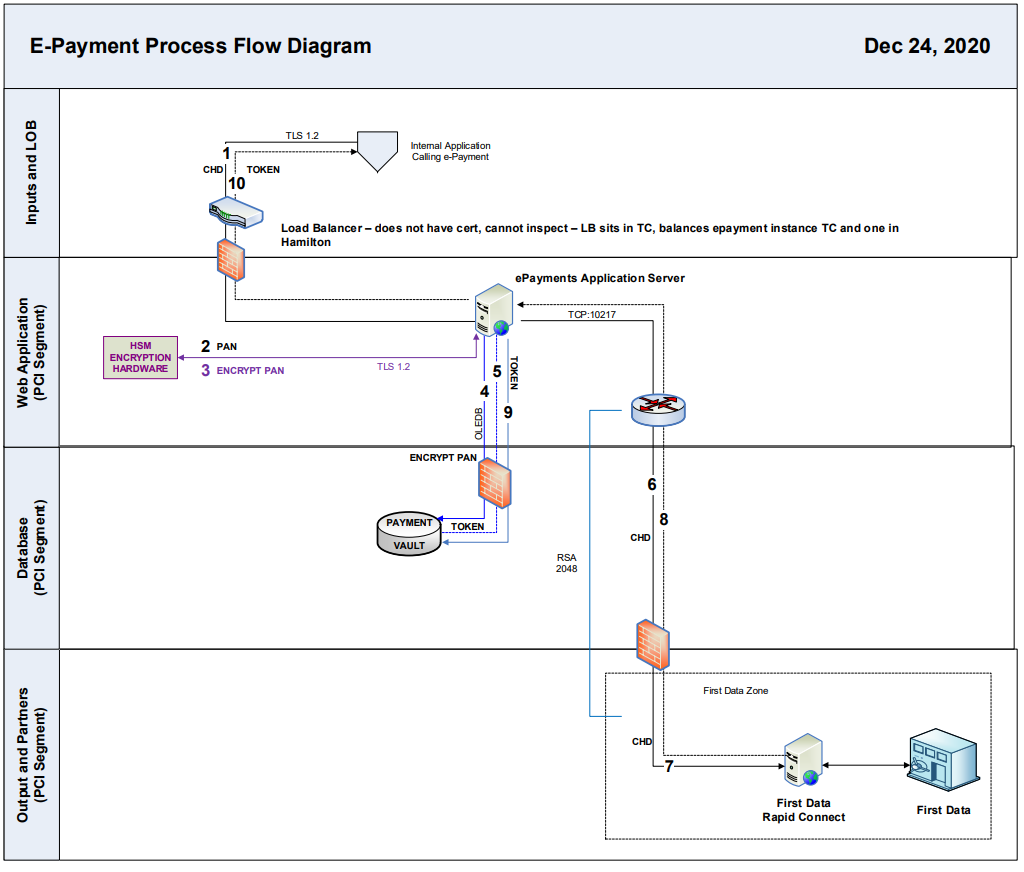 E-Payment Process Flow Diagram
Dec 24, 2020
Inputs and LOB
TLS 1.2
1
CHD
TOKEN
10
Internal Application
Calling e-Payment
Load Balancer – does not have cert, cannot inspect – LB sits in TC, balances epayment instance TC and one in
Hamilton
Web Application
(PCI Segment)
ePayments Application Server
TCP:10217
HSM
ENCRYPTION
HARDWARE
2 PAN
3 ENCRYPT PAN
TLS 1.2
4
OLEDB
5
TOKEN
9
ENCRYPT PAN
Database
(PCI Segment)
PAYMENT
VAULT
TOKEN
6
8
CHD
RSA
2048
Output and Partners
(PCI Segment)
First Data Zone
CHD
7
First Data
Rapid Connect
First Data